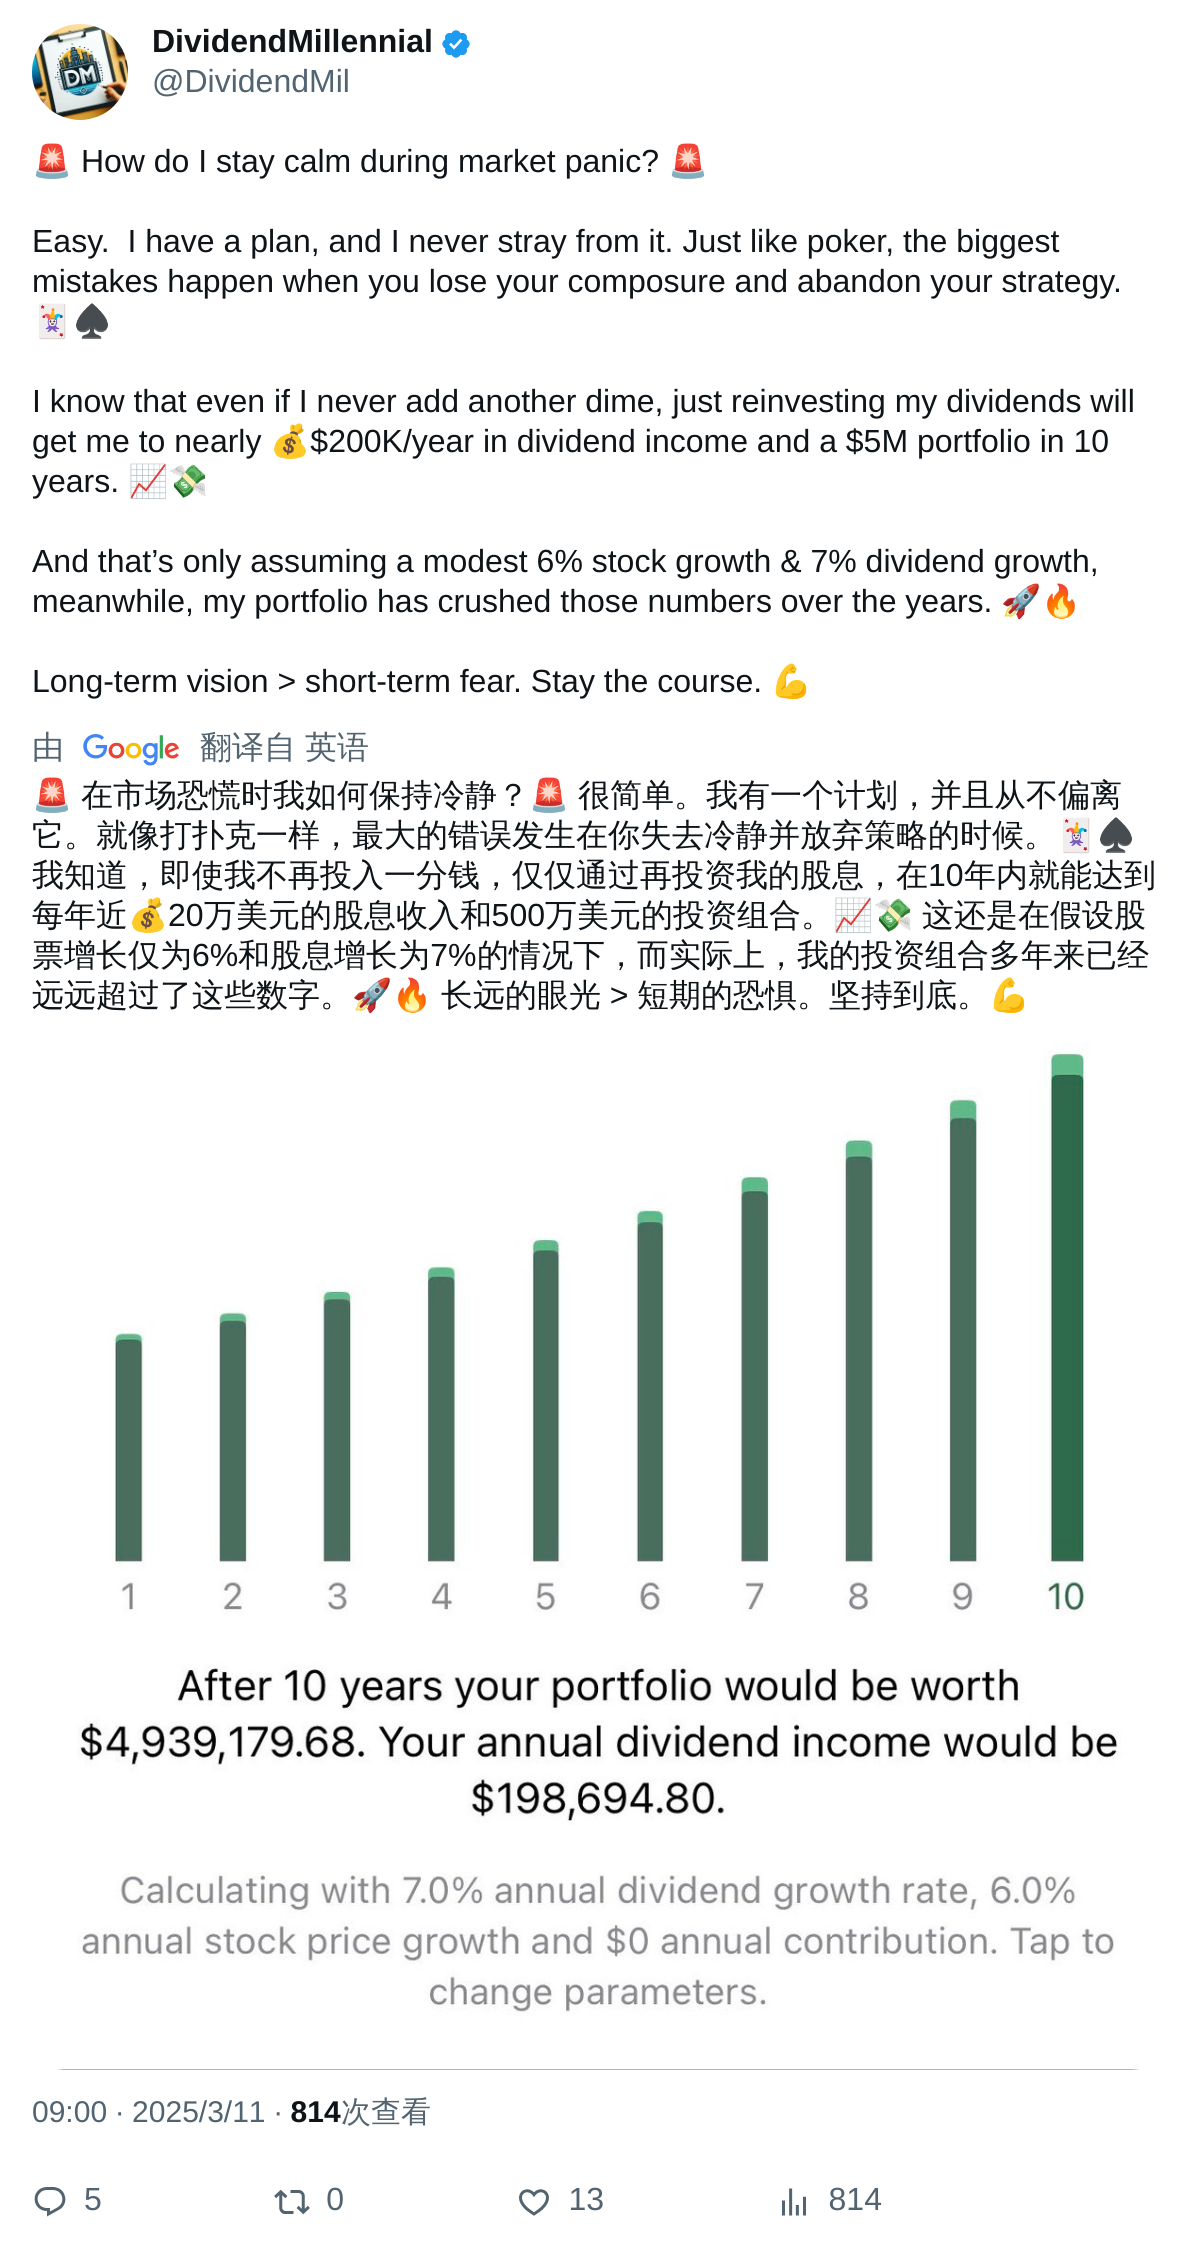 DividendMillennial
@DividendMil
🚨 How do I stay calm during market panic? 🚨
Easy.  I have a plan, and I never stray from it. Just like poker, the biggest
mistakes happen when you lose your composure and abandon your strategy.
🃏♠️
I know that even if I never add another dime, just reinvesting my dividends will
get me to nearly 💰$200K/year in dividend income and a $5M portfolio in 10
years. 📈💸
And that’s only assuming a modest 6% stock growth & 7% dividend growth,
meanwhile, my portfolio has crushed those numbers over the years. 🚀🔥
Long-term vision > short-term fear. Stay the course. 💪
由 Google 翻译自 英语
🚨 在市场恐慌时我如何保持冷静？🚨 很简单。我有一个计划，并且从不偏离
它。就像打扑克一样，最大的错误发生在你失去冷静并放弃策略的时候。🃏♠️
我知道，即使我不再投入一分钱，仅仅通过再投资我的股息，在10年内就能达到
每年近💰20万美元的股息收入和500万美元的投资组合。📈💸 这还是在假设股
票增长仅为6%和股息增长为7%的情况下，而实际上，我的投资组合多年来已经
远远超过了这些数字。🚀🔥 长远的眼光 > 短期的恐惧。坚持到底。💪
1 2 3 4 5 6 7 8 9 10
After 10 years your portfolio would be worth
$4,939,179.68. Your annual dividend income would be
$198,694.80.
Calculating with 7.0% annual dividend growth rate, 6.0%
annual stock price growth and $0 annual contribution. Tap to
change parameters.
09:00 · 2025/3/11 · 814次查看
5 0 13 814